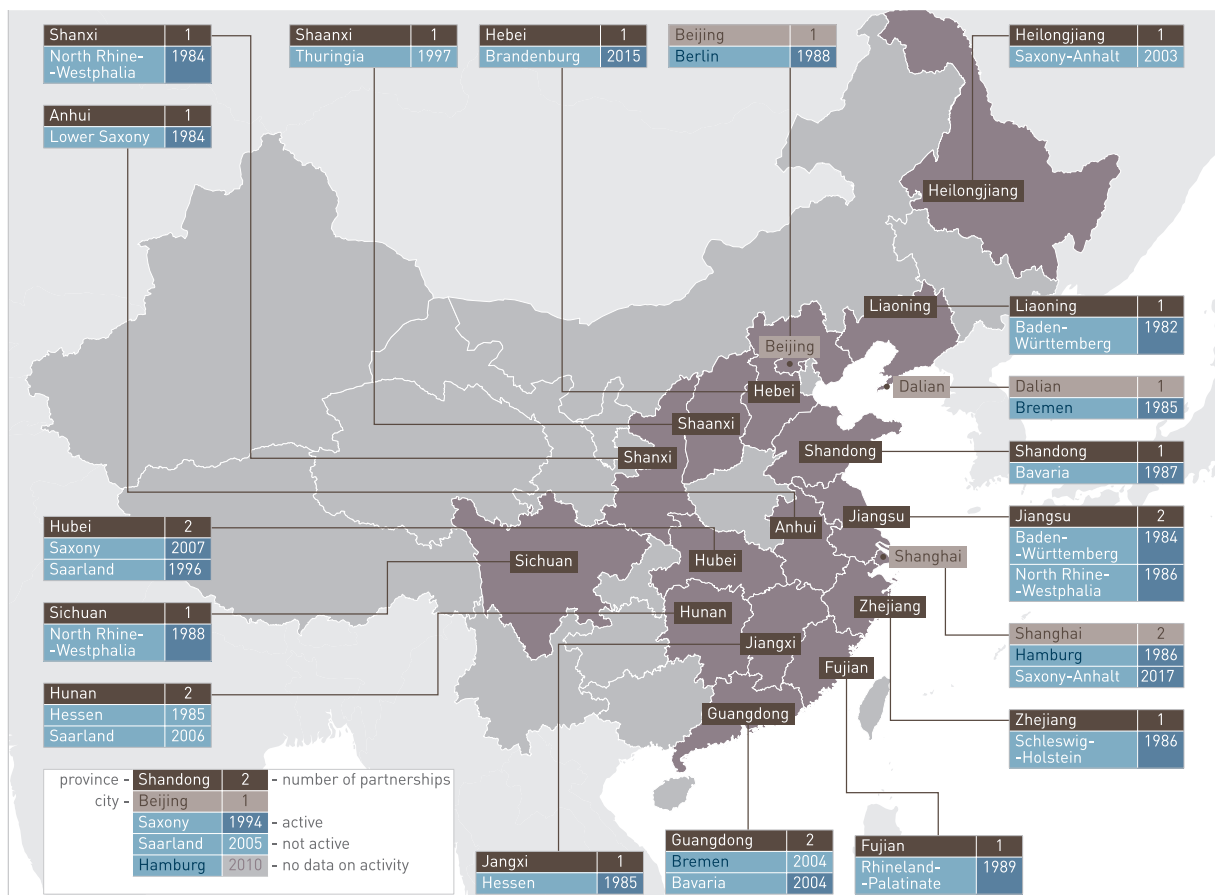 Shanxi 1
North Rhine- 1984
-Westphalia
Anhui 1
Lower Saxony 1984
Shaanxi 1
Thuringia 1997
Hebei 1
Brandenburg 2015
Beijing 1
Berlin 1988
Heilongjiang 1
Saxony-Anhalt 2003
Heilongjiang
Liaoning
Beijing
Hebei
Dalian
Shaanxi
Shanxi
Shandong
Anhui
Jiangsu
Sichuan
Hubei
Shanghai
Hunan
Zhejiang
Jiangxi
Fujian
Guangdong
Liaoning 1
Baden- 1982
-Württemberg
Dalian 1
Bremen 1985
Shandong 1
Bavaria 1987
Jiangsu 2
Baden- 1984
-Württemberg
North Rhine- 1986
-Westphalia
Shanghai 2
Hamburg 1986
Saxony-Anhalt 2017
Zhejiang 1
Schleswig- 1986
-Holstein
Hubei 2
Saxony 2007
Saarland 1996
Sichuan 1
North Rhine- 1988
-Westphalia
Hunan 2
Hessen 1985
Saarland 2006
province - Shandong 2 - number of partnerships
city - Beijing 1
Saxony 1994 - active
Saarland 2005 - not active
Hamburg 2010 - no data on activity
Jangxi 1
Hessen 1985
Guangdong 2
Bremen 2004
Bavaria 2004
Fujian 1
Rhineland- 1989
-Palatinate